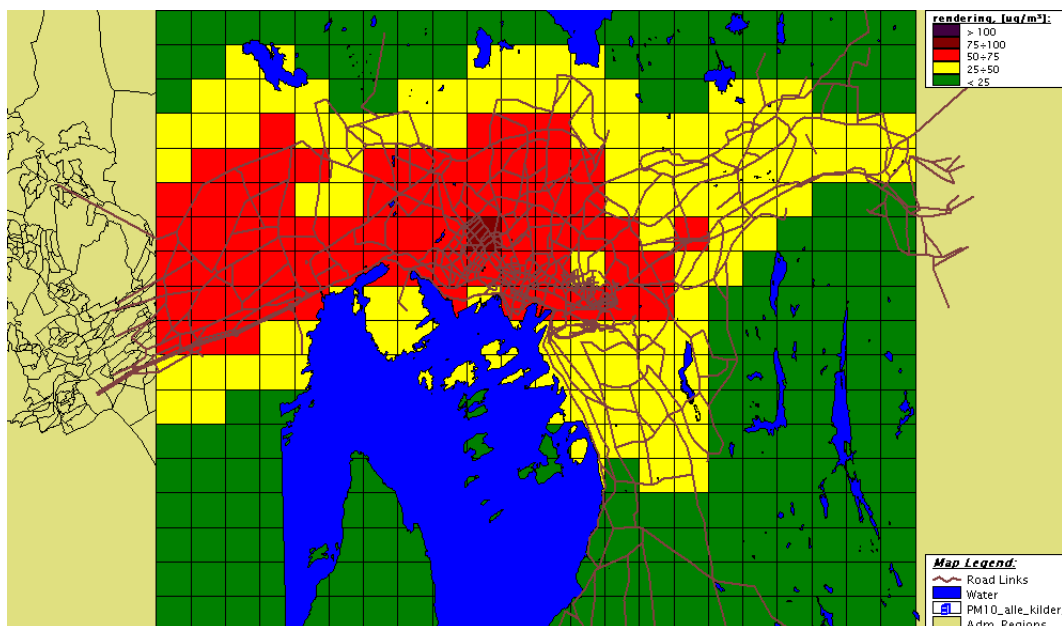 rendering, [ug/m³]:
> 100
75÷100
50÷75
25÷50
< 25
Map Legend:
Road Links
Water
PM10_alle_kilder
Adm. Regions